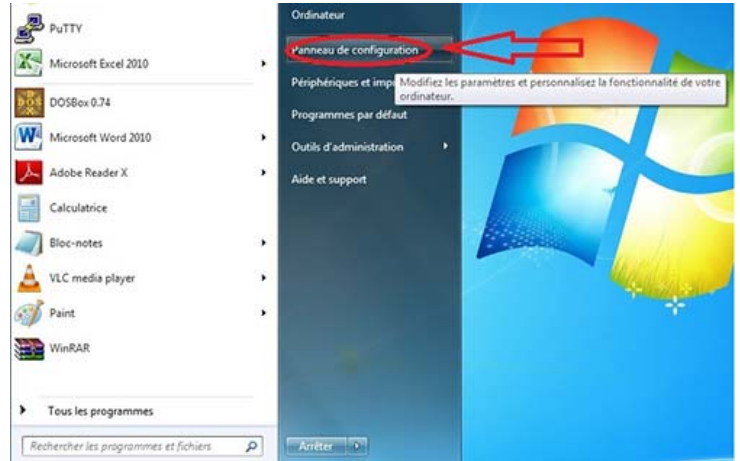 PuTTY
Microsoft Excel 2010
DOSBox 0.74
Microsoft Word 2010
Adobe Reader X
Calculatrice
Bloc-notes
VLC media player
Paint
WinRAR
Tous les programmes
Rechercher les programmes et fichiers
Ordinateur
Panneau de configuration
Périphériques et imp
Modifiez les paramètres et personnalisez la fonctionnalité de votre
ordinateur.
Programmes par défaut
Outils d'administration
Aide et support
Arrêter